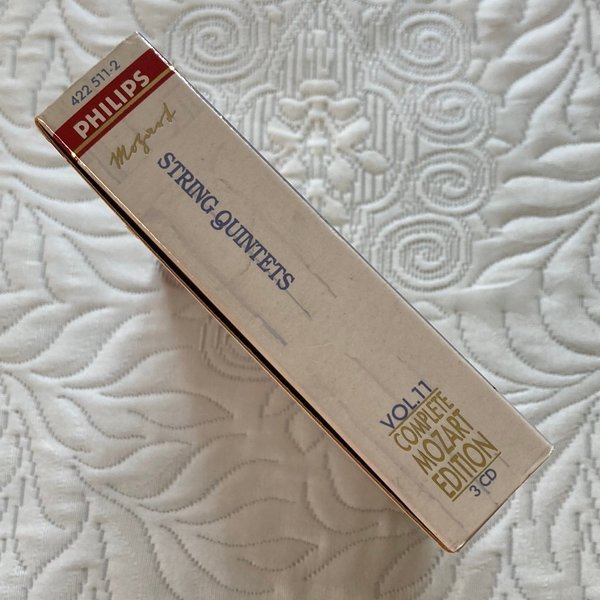 422 511-2
PHILIPS
Mozart
STRING QUINTETS
VOL.11
COMPLETE
MOZART
EDITION
3 CD